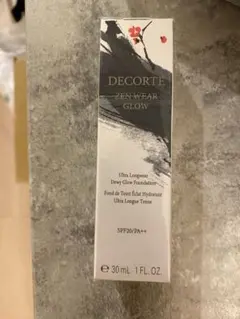 DECORTÉ
ZEN WEAR
GLOW
Ultra Longwear
Dewy Glow Foundation
Fond de Teint Éclat Hydratant
Ultra Longue Tenue
SPF20/PA++
℮ 30 mL 1 FL. OZ.